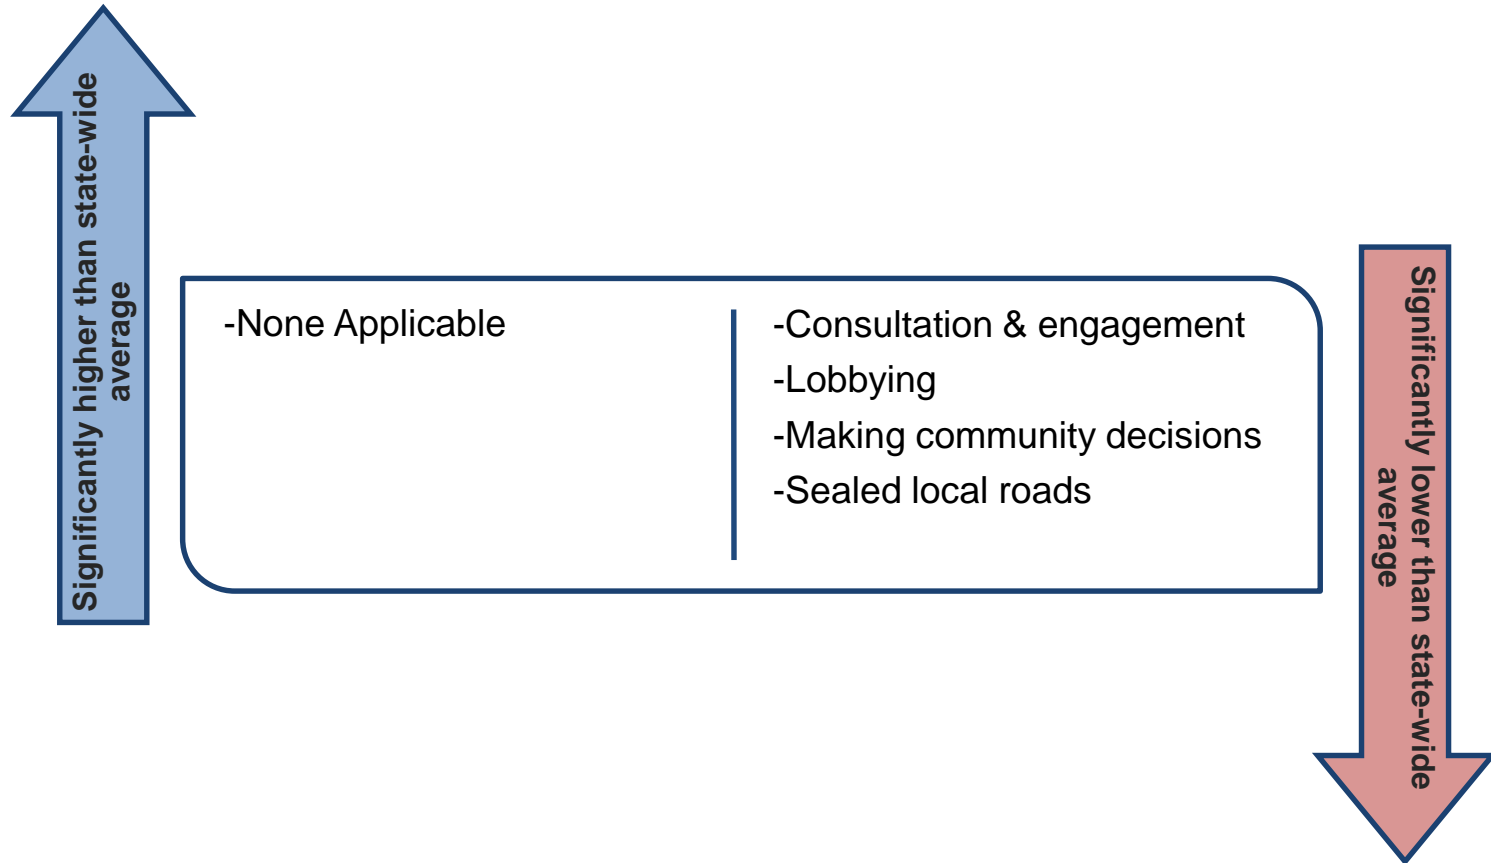 Significantly higher than state-wide
average
-None Applicable
-Consultation & engagement
-Lobbying
-Making community decisions
-Sealed local roads
Significantly lower than state-wide
average